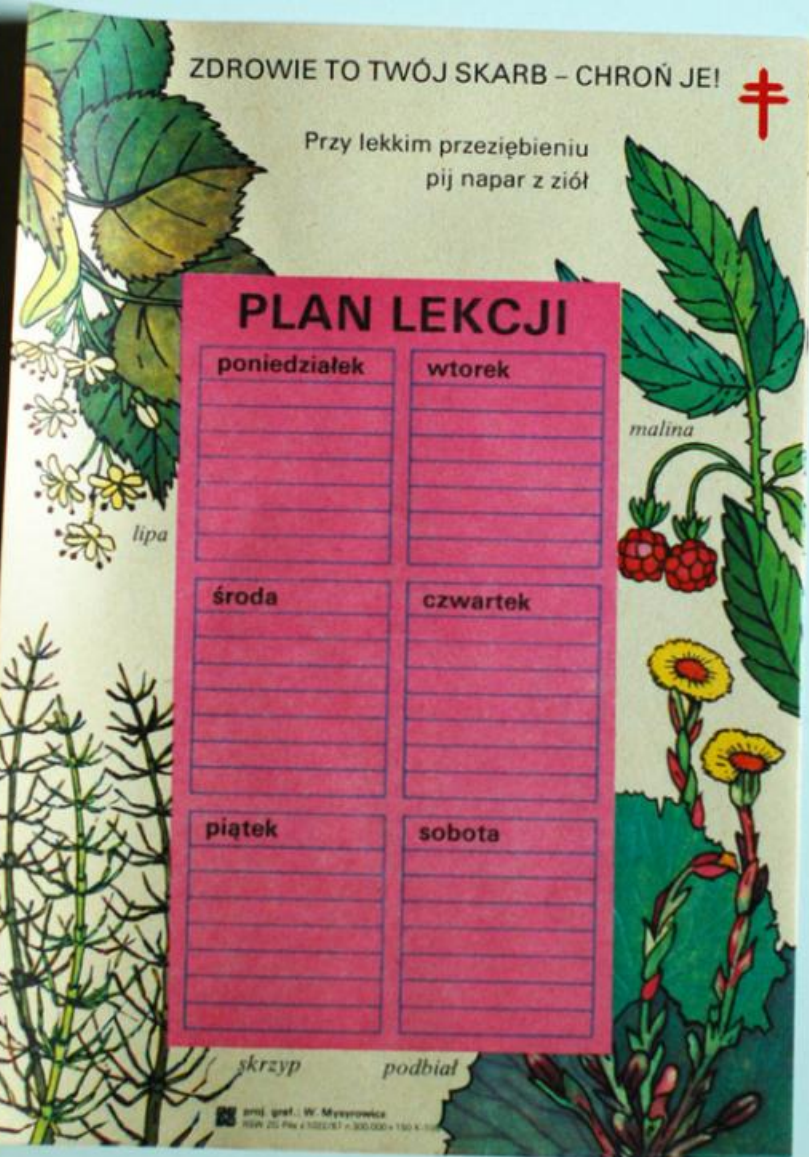 ZDROWIE TO TWÓJ SKARB – CHROŃ JE!
Przy lekkim przeziębieniu
pij napar z ziół
PLAN LEKCJI
poniedziałek
wtorek
malina
lipa
środa
czwartek
piątek
sobota
skrzyp
podbiał
proj. graf.: W. Mysyrowicz